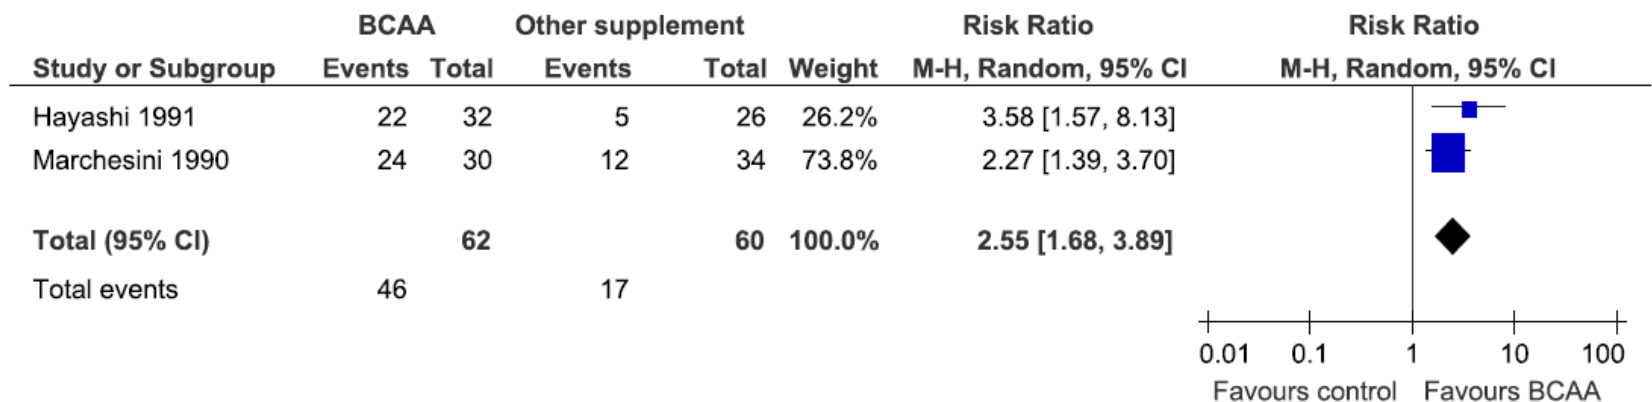 BCAA Other supplement Risk Ratio Risk Ratio
Study or Subgroup Events Total Events Total Weight M-H, Random, 95% CI M-H, Random, 95% CI
Hayashi 1991 22 32 5 26 26.2% 3.58 [1.57, 8.13]
Marchesini 1990 24 30 12 34 73.8% 2.27 [1.39, 3.70]
Total (95% CI) 62 60 100.0% 2.55 [1.68, 3.89]
Total events 46 17
0.01 0.1 1 10 100
Favours control Favours BCAA